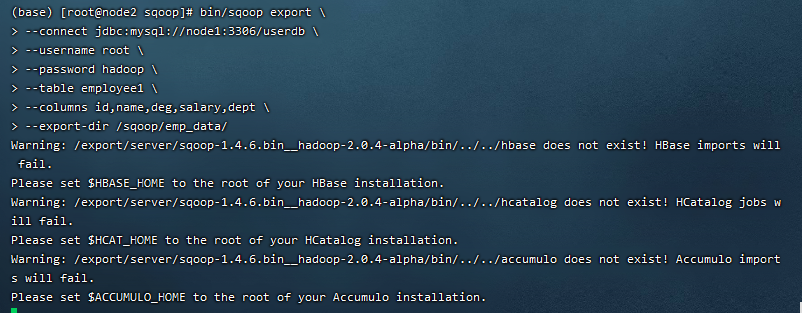 (base) [root@node2 sqoop]# bin/sqoop export \
> --connect jdbc:mysql://node1:3306/userdb \
> --username root \
> --password hadoop \
> --table employee1 \
> --columns id,name,deg,salary,dept \
> --export-dir /sqoop/emp_data/
Warning: /export/server/sqoop-1.4.6.bin__hadoop-2.0.4-alpha/bin/../../hbase does not exist! HBase imports will
 fail.
Please set $HBASE_HOME to the root of your HBase installation.
Warning: /export/server/sqoop-1.4.6.bin__hadoop-2.0.4-alpha/bin/../../hcatalog does not exist! HCatalog jobs w
ill fail.
Please set $HCAT_HOME to the root of your HCatalog installation.
Warning: /export/server/sqoop-1.4.6.bin__hadoop-2.0.4-alpha/bin/../../accumulo does not exist! Accumulo import
s will fail.
Please set $ACCUMULO_HOME to the root of your Accumulo installation.